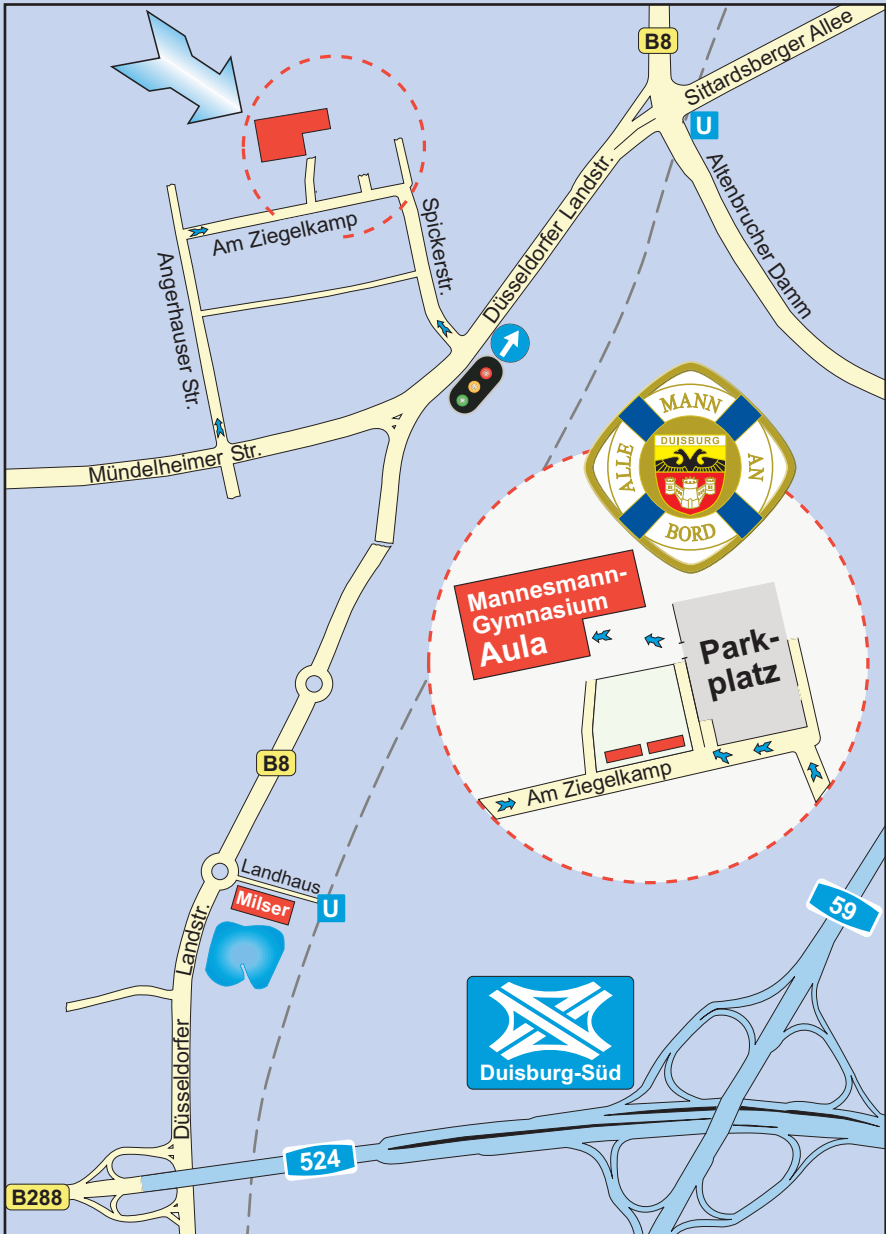 B8
Sittardsberger Allee
U
Altenbrucher Damm
Düsseldorfer Landstr.
Spickerstr.
Am Ziegelkamp
Angerhauser Str.
Mündelheimer Str.
ALLE
MANN
AN
BORD
DUISBURG
Mannesmann-
Gymnasium
Aula
Park-
platz
Am Ziegelkamp
B8
Landhaus
Milser
U
Düsseldorfer Landstr.
59
Duisburg-Süd
524
B288